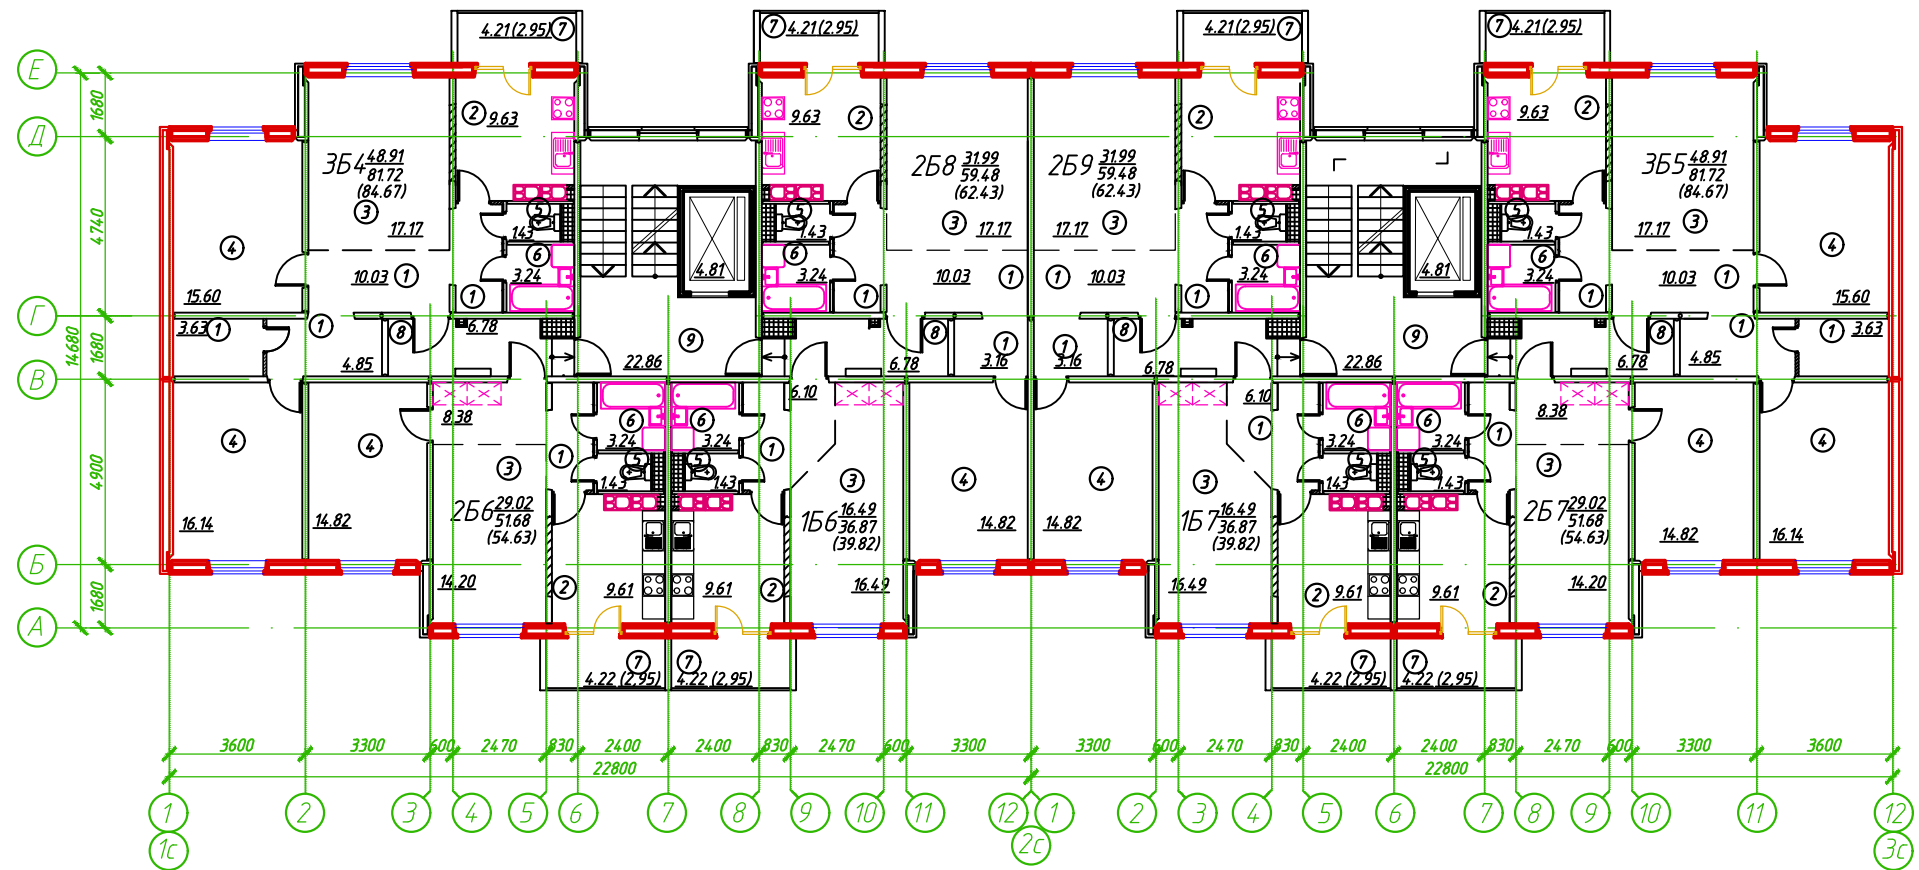 4.21(2.95) 7 7 4.21(2.95) 4.21(2.95) 7 7 4.21(2.95)
Е
1680 2 9.63 9.63 2 2 9.63 9.63 2
Д
3Б4 48.91 2Б8 31.99 2Б9 31.99 3Б5 48.91
81.72 59.48 59.48 81.72
(84.67) (62.43) (62.43) (84.67)
3 5 5 3 3 5 5 3
4740 17.17 1.43 1.43 17.17 17.17 1.43 1.43 17.17
4 6 6 6 6 4
10.03 1 3.24 4.81 3.24 10.03 1 1 10.03 3.24 4.81 3.24 10.03 1
15.60 1 1 1 1 15.60
Г
3.63 1 1 8 6.78 8 8 8 1 1 3.63
14680 1680 4.85 22.86 9 6.78 3.16 1 1 3.16 6.78 22.86 9 6.78 4.85
В
8.38 6.10 6.10 8.38
6 6 6 6
4 4 3.24 3.24 3.24 3.24 4 4
3 1 5 5 1 1 5 5 1 3
4900 1.43 1.43 3 4 4 3 1.43 1.43
16.14 14.82 2Б6 29.02 1Б6 16.49 14.82 14.82 1Б7 16.49 2Б7 29.02 14.82 16.14
51.68 36.87 36.87 51.68
(54.63) (39.82) (39.82) (54.63)
Б
1680 14.20 2 9.61 9.61 2 16.49 16.49 2 9.61 9.61 2 14.20
А
7 7 7 7
4.22 (2.95) 4.22 (2.95) 4.22 (2.95) 4.22 (2.95)
3600 3300 600 2470 830 2400 2400 830 2470 600 3300 3300 600 2470 830 2400 2400 830 2470 600 3300 3600
22800 22800
1 2 3 4 5 6 7 8 9 10 11 12 1 2 3 4 5 6 7 8 9 10 11 12
1с 2с 3с